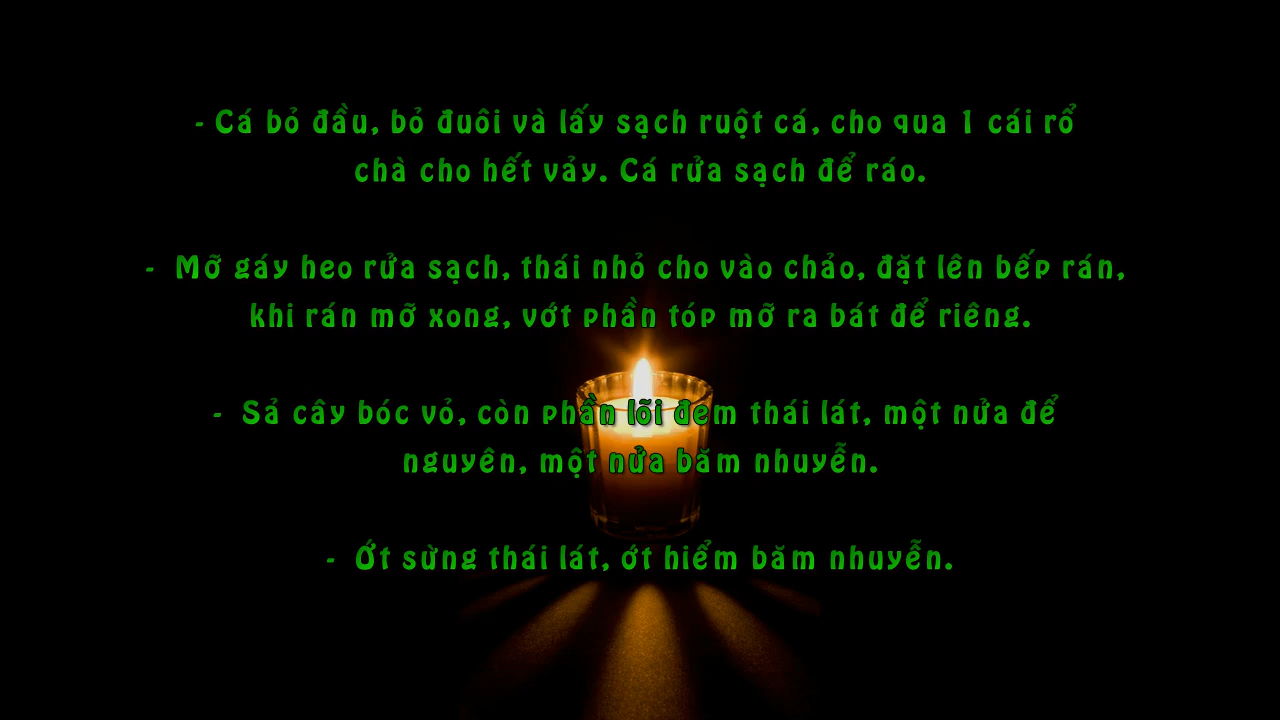 - Cá bỏ đầu, bỏ đuôi và lấy sạch ruột cá, cho qua 1 cái rổ
chà cho hết vảy. Cá rửa sạch để ráo.
- Mỡ gáy heo rửa sạch, thái nhỏ cho vào chảo, đặt lên bếp rán,
khi rán mỡ xong, vớt phần tóp mỡ ra bát để riêng.
- Sả cây bóc vỏ, còn phần lõi đem thái lát, một nửa để
nguyên, một nửa băm nhuyễn.
- Ớt sừng thái lát, ớt hiểm băm nhuyễn.